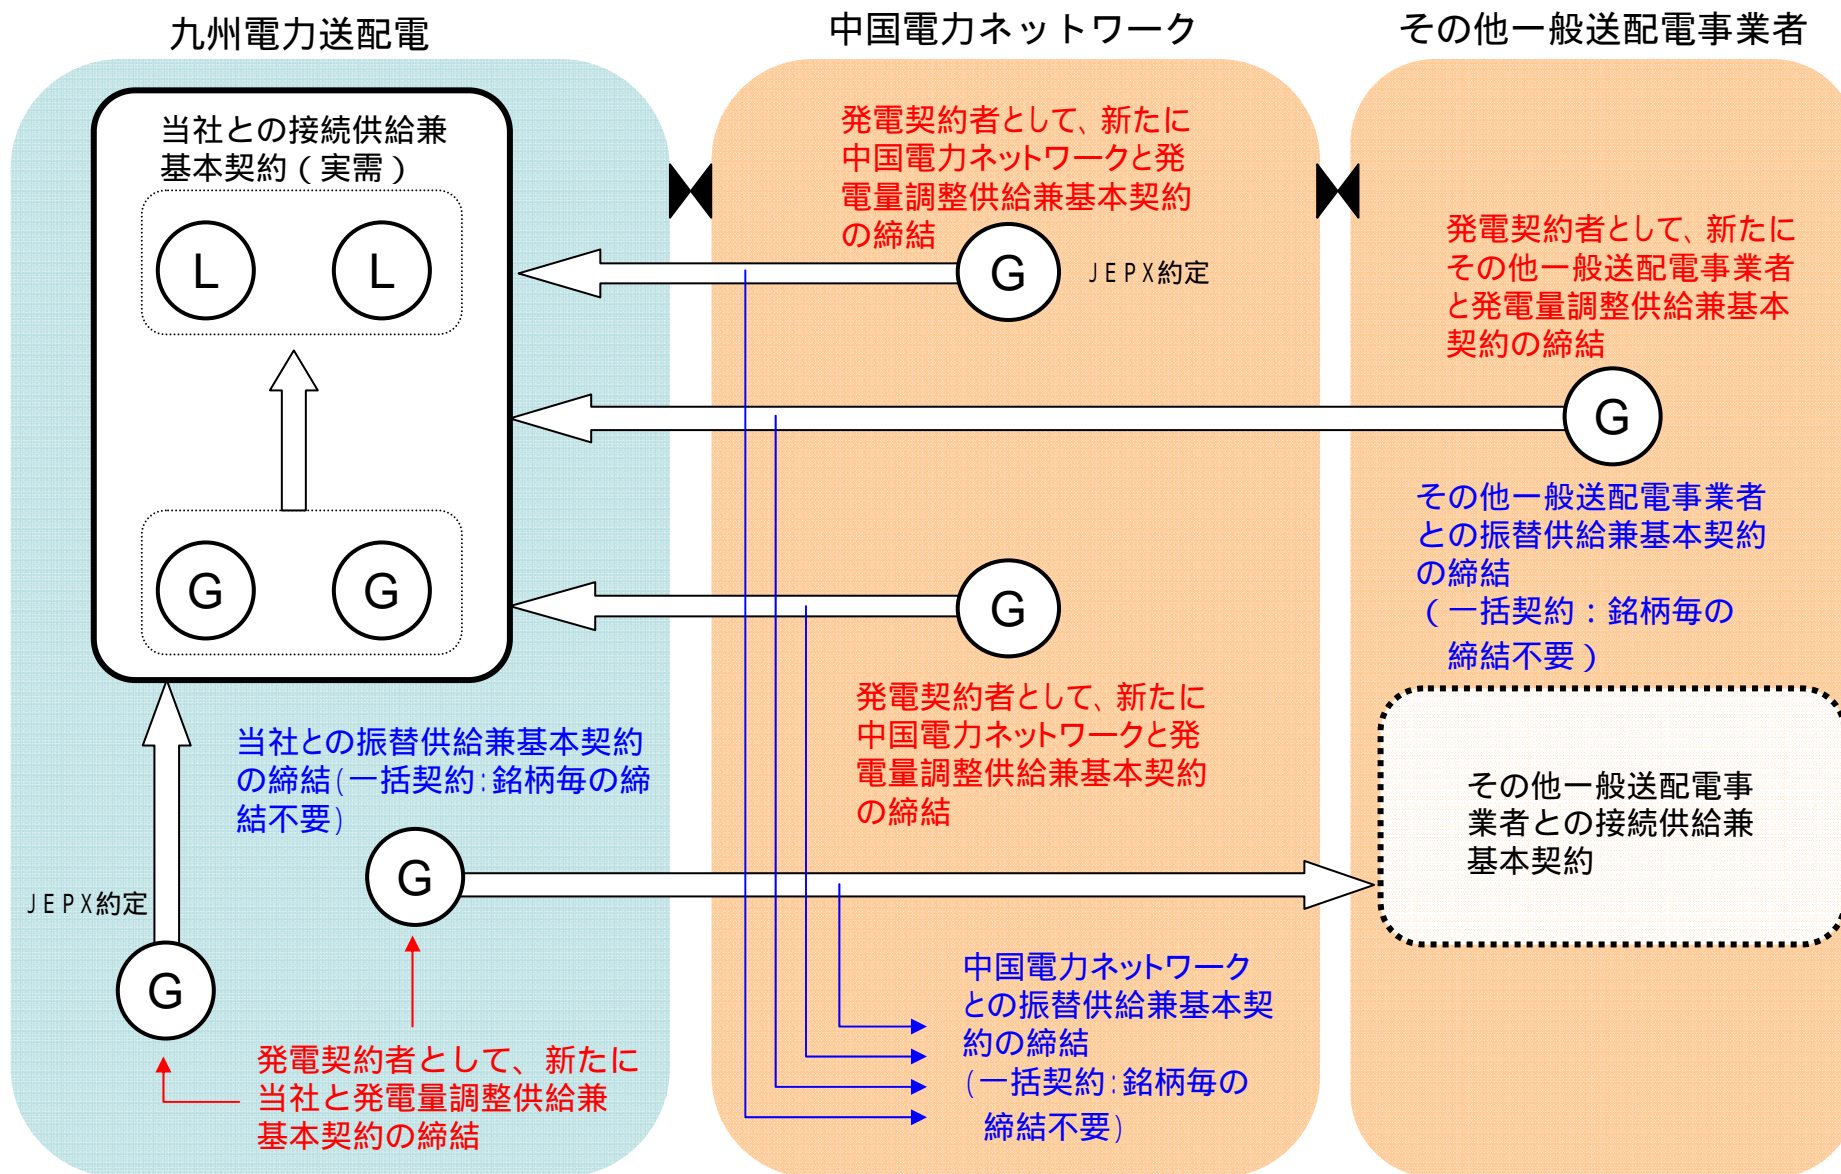 九州電力送配電
中国電力ネットワーク
その他一般送配電事業者
当社との接続供給兼
基本契約（実需）
L
L
G
G
発電契約者として、新たに
中国電力ネットワークと発
電量調整供給兼基本契約
の締結
G
JEPX約定
発電契約者として、新たに
その他一般送配電事業者
と発電量調整供給兼基本
契約の締結
G
その他一般送配電事業者
との振替供給兼基本契約
の締結
（一括契約：銘柄毎の
締結不要）
G
発電契約者として、新たに
中国電力ネットワークと発
電量調整供給兼基本契約
の締結
当社との振替供給兼基本契約
の締結(一括契約:銘柄毎の締
結不要)
G
その他一般送配電事
業者との接続供給兼
基本契約
JEPX約定
G
発電契約者として、新たに
当社と発電量調整供給兼
基本契約の締結
中国電力ネットワーク
との振替供給兼基本契
約の締結
(一括契約:銘柄毎の
締結不要)